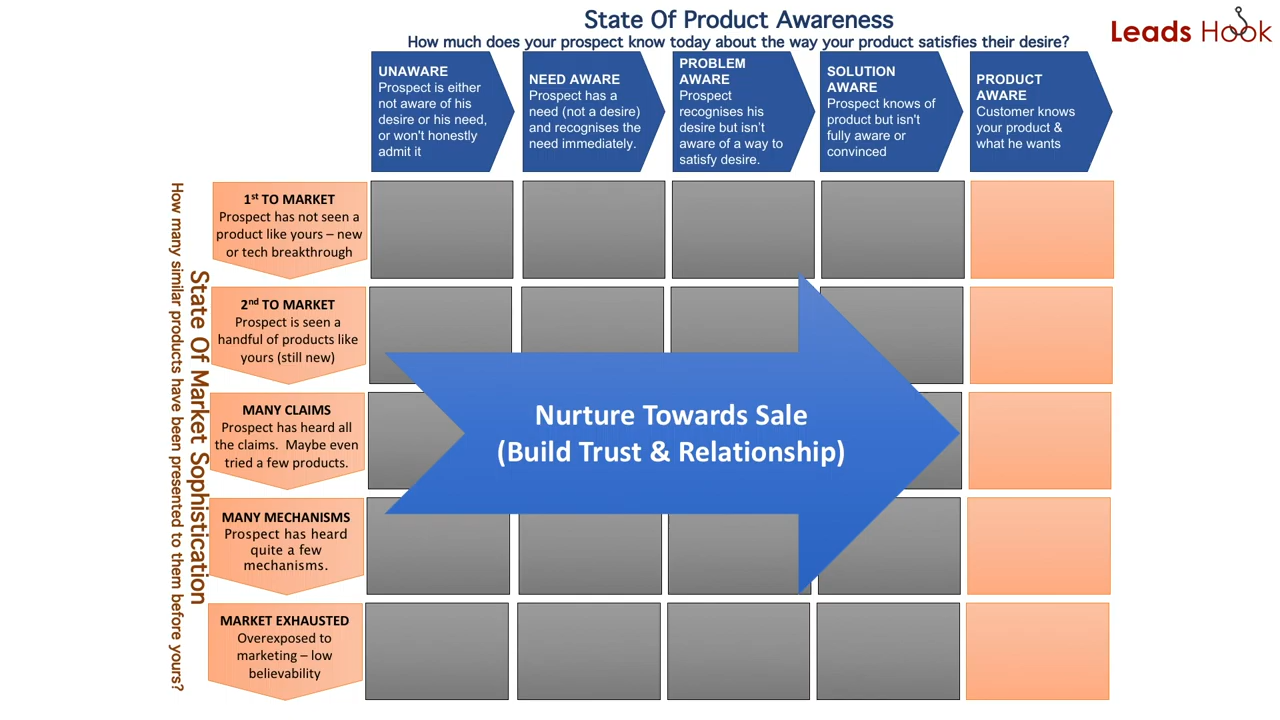 State Of Product Awareness
How much does your prospect know today about the way your product satisfies their desire?
Leads Hook
UNAWARE
Prospect is either
not aware of his
desire or his need,
or won't honestly
admit it
NEED AWARE
Prospect has a
need (not a desire)
and recognises the
need immediately.
PROBLEM
AWARE
Prospect
recognises his
desire but isn't
aware of a way to
satisfy desire.
SOLUTION
AWARE
Prospect knows of
product but isn't
fully aware or
convinced
PRODUCT
AWARE
Customer knows
your product &
what he wants
State Of Market Sophistication
How many similar products have been presented to them before yours?
1st TO MARKET
Prospect has not seen a
product like yours – new
or tech breakthrough
2nd TO MARKET
Prospect is seen a
handful of products like
yours (still new)
MANY CLAIMS
Prospect has heard all
the claims. Maybe even
tried a few products.
MANY MECHANISMS
Prospect has heard
quite a few
mechanisms.
MARKET EXHAUSTED
Overexposed to
marketing – low
believability
Nurture Towards Sale
(Build Trust & Relationship)